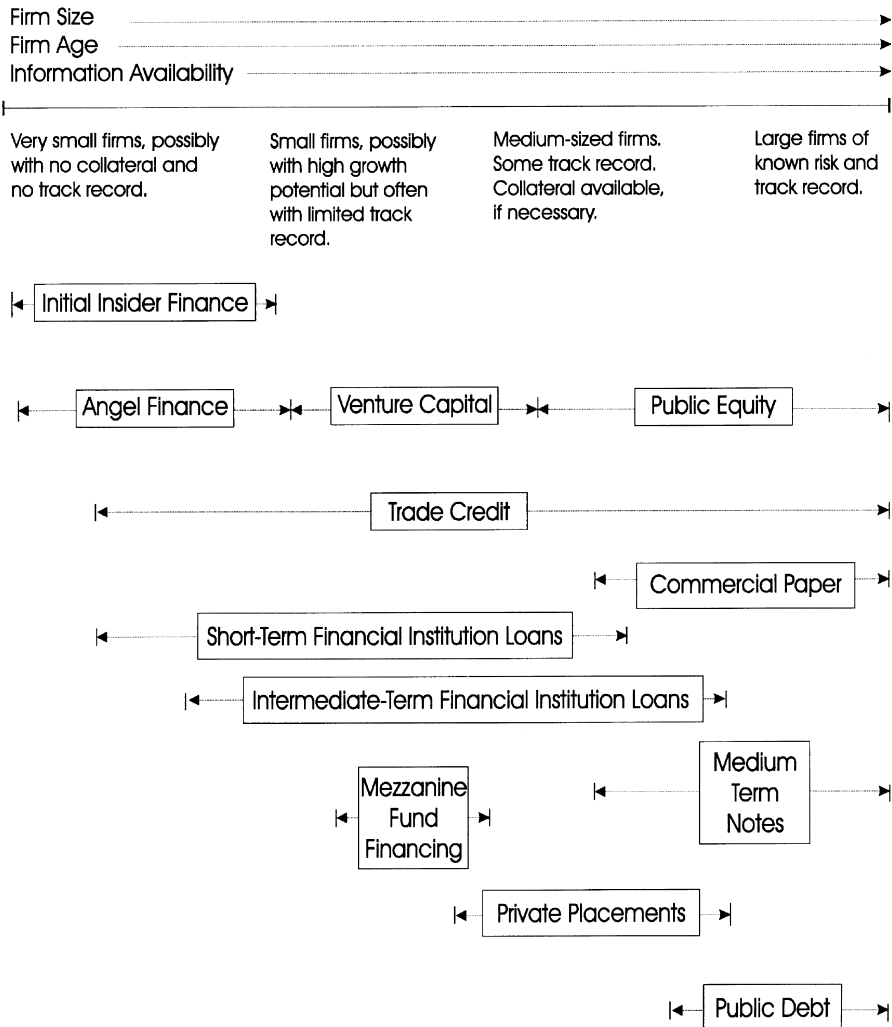 Firm Size
Firm Age
Information Availability
Very small firms, possibly
with no collateral and
no track record.
Small firms, possibly
with high growth
potential but often
with limited track
record.
Medium-sized firms.
Some track record.
Collateral available,
if necessary.
Large firms of
known risk and
track record.
Initial Insider Finance
Angel Finance
Venture Capital
Public Equity
Trade Credit
Commercial Paper
Short-Term Financial Institution Loans
Intermediate-Term Financial Institution Loans
Mezzanine
Fund
Financing
Medium
Term
Notes
Private Placements
Public Debt